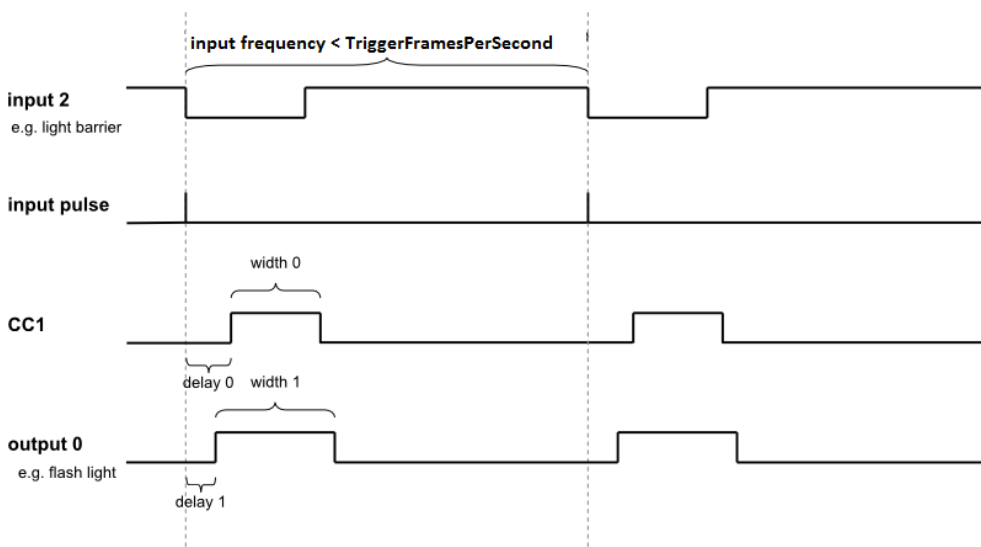 input frequency < TriggerFramesPerSecond
input 2
e.g. light barrier
input pulse
width 0
CC1
delay 0
width 1
output 0
e.g. flash light
delay 1